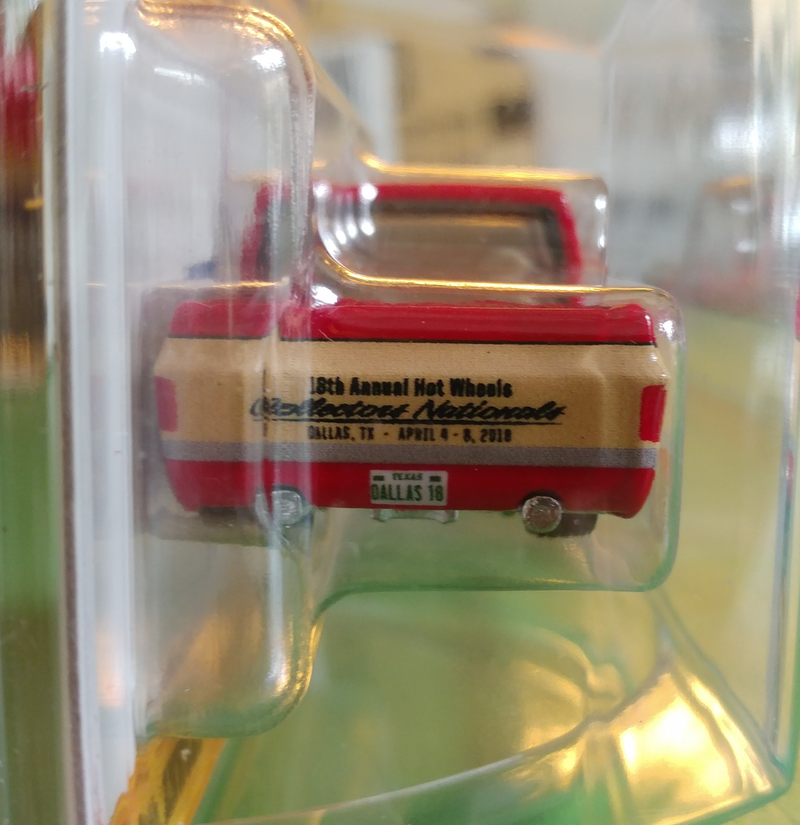 18th Annual Hot Wheels
Collectors Nationals
DALLAS, TX - APRIL 4 - 8, 2018
TEXAS
DALLAS 18